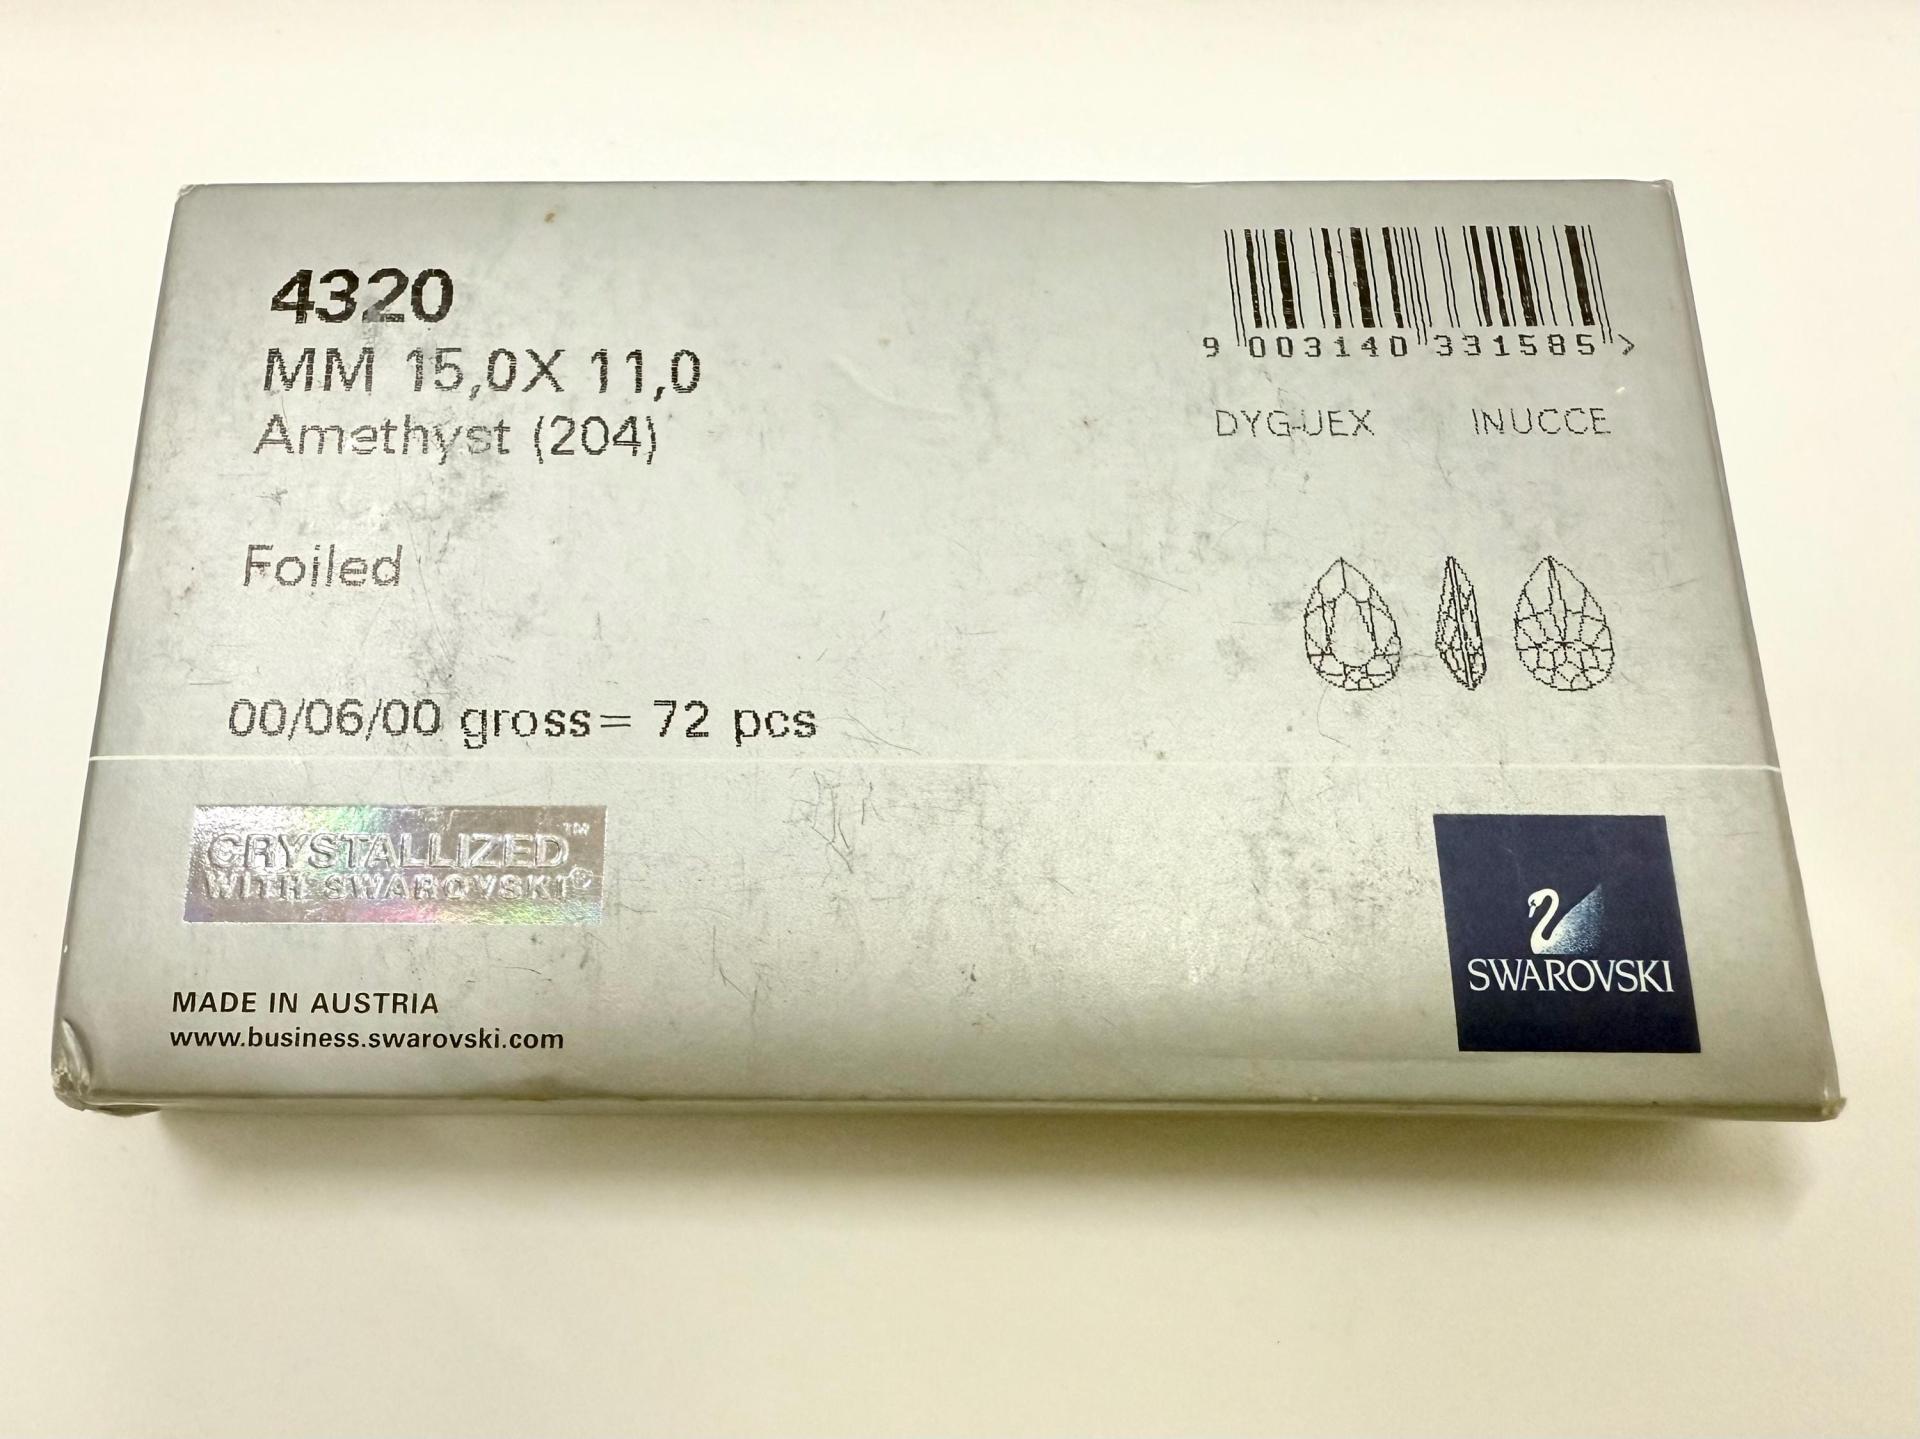 4320
MM 15,0X 11,0
Amethyst (204)
Foiled
00/06/00 gross= 72 pcs
9 003140 331585 >
DYG-UEX INUCCE
CRYSTALLIZED™
WITH SWAROVSKI®
MADE IN AUSTRIA
www.business.swarovski.com
SWAROVSKI